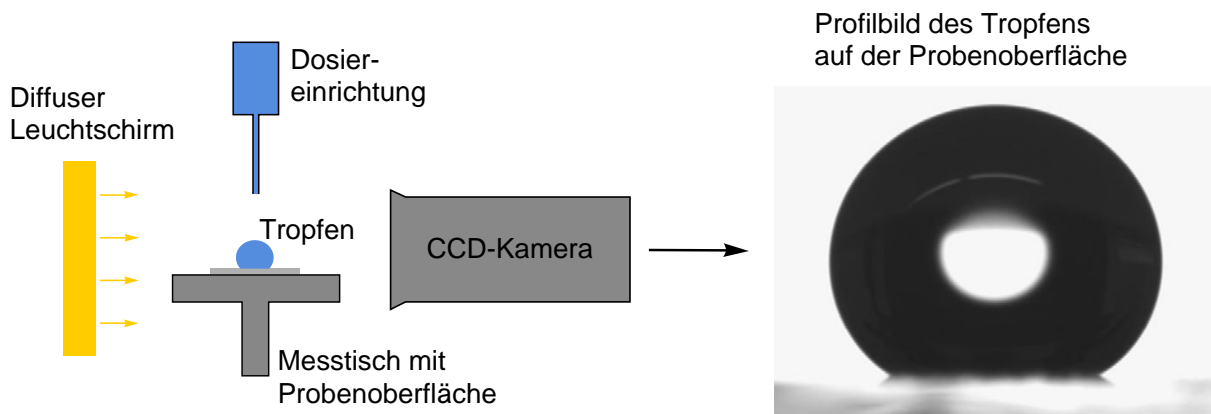 Diffuser
Leuchtschirm
Dosier-
einrichtung
Tropfen
Messtisch mit
Probenoberfläche
CCD-Kamera
Profilbild des Tropfens
auf der Probenoberfläche